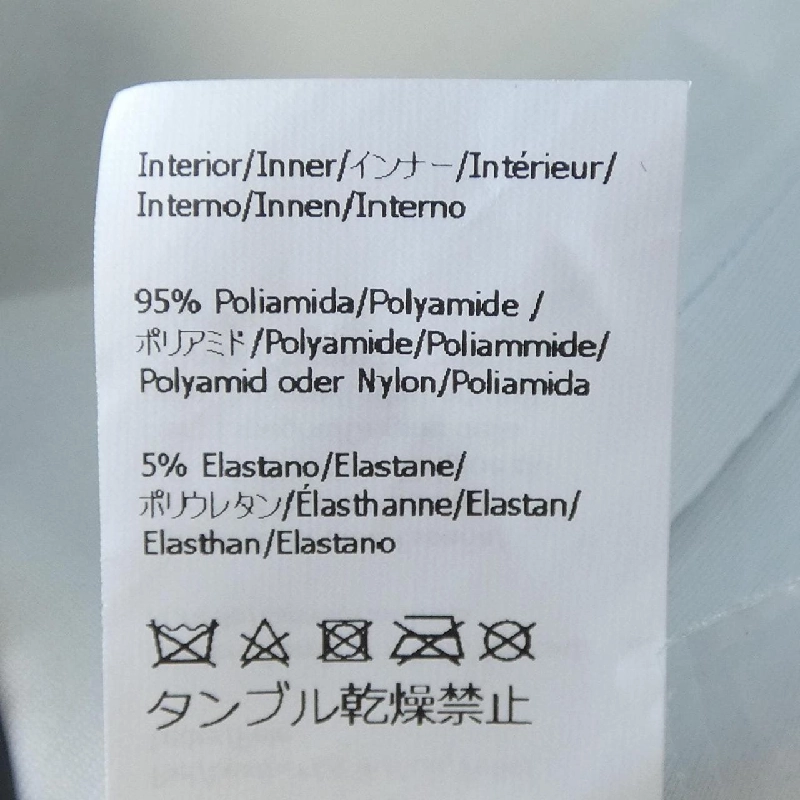 Interior/Inner/インナー/Intérieur/
Interno/Innen/Interno
95% Poliamida/Polyamide /
ポリアミド/Polyamide/Poliammide/
Polyamid oder Nylon/Poliamida
5% Elastano/Elastane/
ポリウレタン/Élasthanne/Elastan/
Elasthan/Elastano
タンブル乾燥禁止